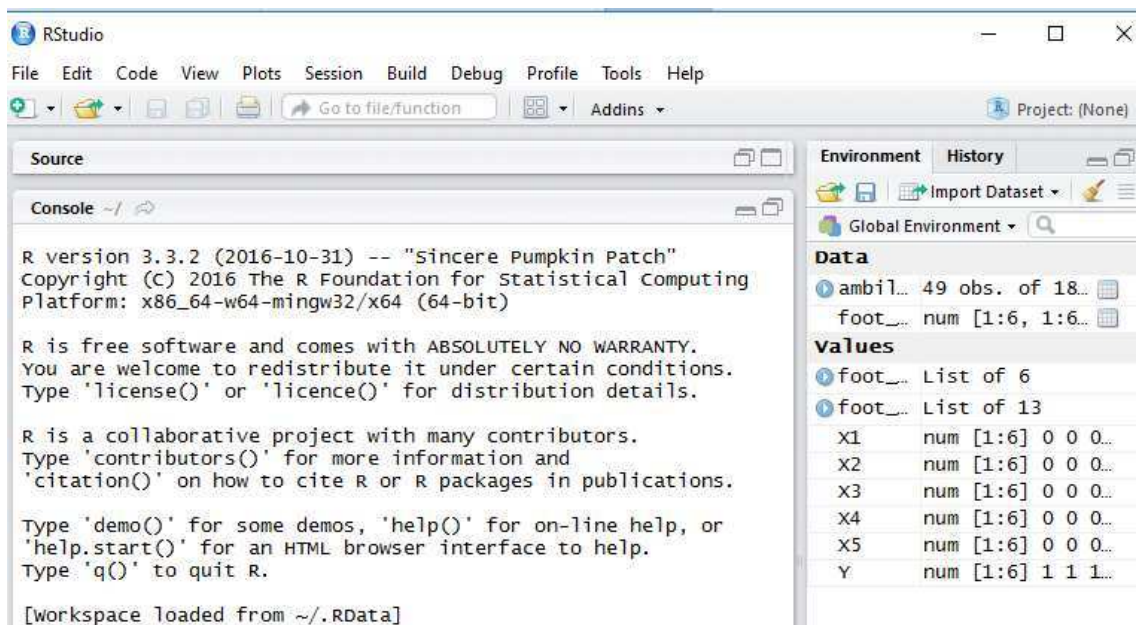 RStudio
File Edit Code View Plots Session Build Debug Profile Tools Help
Go to file/function Addins Project: (None)
Source
Console ~/
R version 3.3.2 (2016-10-31) -- "Sincere Pumpkin Patch"
Copyright (C) 2016 The R Foundation for Statistical Computing
Platform: x86_64-w64-mingw32/x64 (64-bit)
R is free software and comes with ABSOLUTELY NO WARRANTY.
You are welcome to redistribute it under certain conditions.
Type 'license()' or 'licence()' for distribution details.
R is a collaborative project with many contributors.
Type 'contributors()' for more information and
'citation()' on how to cite R or R packages in publications.
Type 'demo()' for some demos, 'help()' for on-line help, or
'help.start()' for an HTML browser interface to help.
Type 'q()' to quit R.
[Workspace loaded from ~/.RData]
Environment History
Import Dataset
Global Environment
Data
ambil… 49 obs. of 18…
foot_… num [1:6, 1:6…
Values
foot_… List of 6
foot_… List of 13
X1 num [1:6] 0 0 0…
X2 num [1:6] 0 0 0…
X3 num [1:6] 0 0 0…
X4 num [1:6] 0 0 0…
X5 num [1:6] 0 0 0…
Y num [1:6] 1 1 1…